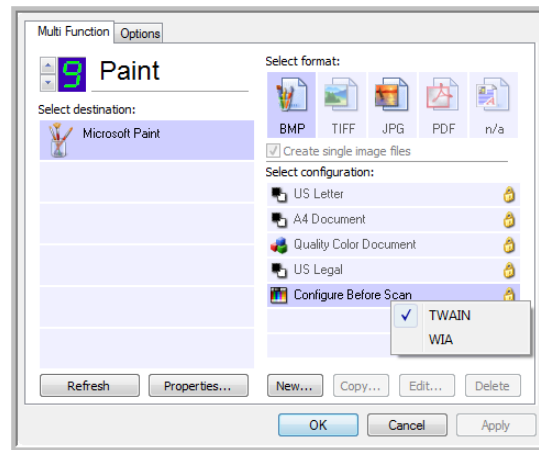 Multi Function Options
9 Paint
Select destination:
Microsoft Paint
Refresh Properties...
Select format:
BMP TIFF JPG PDF n/a
Create single image files
Select configuration:
US Letter
A4 Document
Quality Color Document
US Legal
Configure Before Scan
TWAIN
WIA
New... Copy... Edit... Delete
OK Cancel Apply